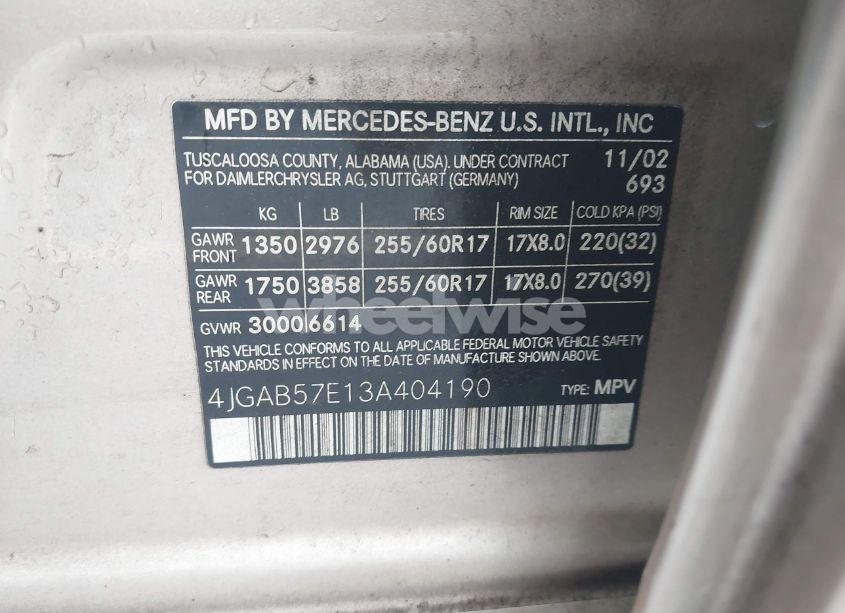 MFD BY MERCEDES-BENZ U.S. INTL., INC
TUSCALOOSA COUNTY, ALABAMA (USA). UNDER CONTRACT 11/02
FOR DAIMLERCHRYSLER AG, STUTTGART (GERMANY) 693
KG LB TIRES RIM SIZE COLD KPA (PSI)
GAWR FRONT 1350 2976 255/60R17 17X8.0 220(32)
GAWR REAR 1750 3858 255/60R17 17X8.0 270(39)
wheelwise
GVWR 3000 6614
THIS VEHICLE CONFORMS TO ALL APPLICABLE FEDERAL MOTOR VEHICLE SAFETY
STANDARDS IN EFFECT ON THE DATE OF MANUFACTURE SHOWN ABOVE.
4JGAB57E13A404190 TYPE: MPV